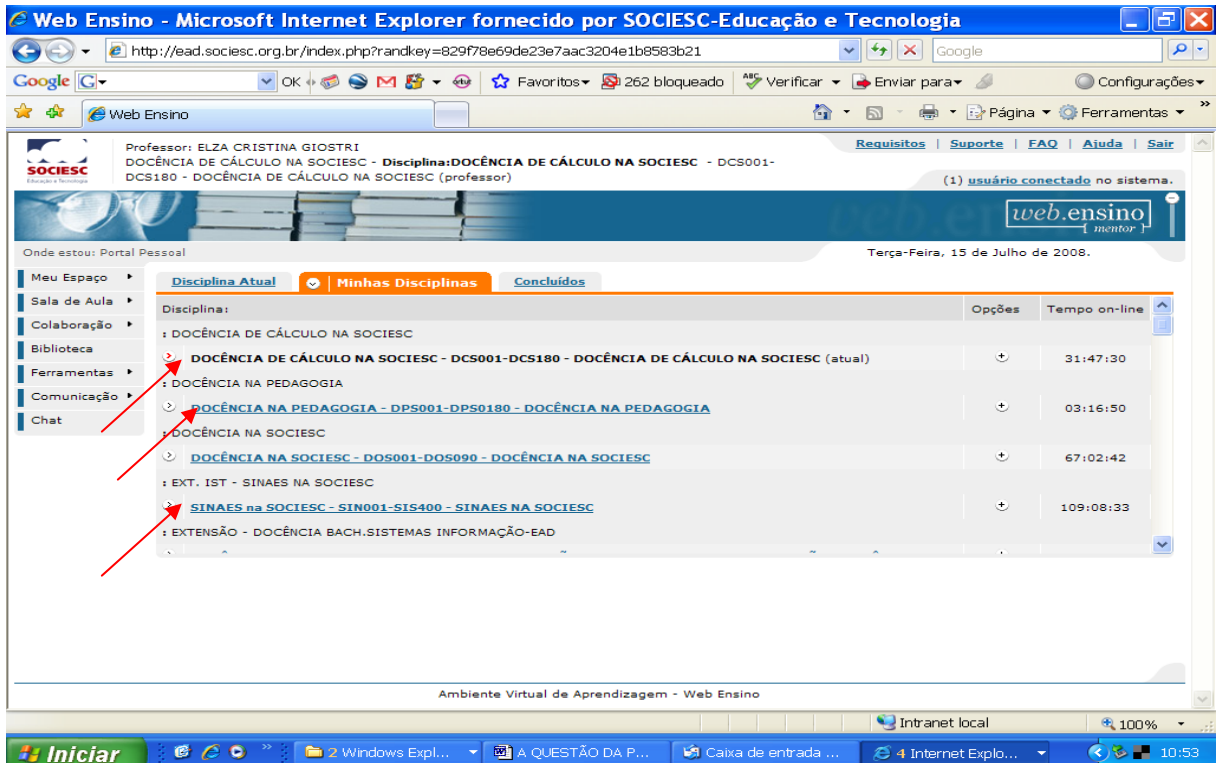 Web Ensino - Microsoft Internet Explorer fornecido por SOCIESC-Educação e Tecnologia
http://ead.sociesc.org.br/index.php?randkey=829f78e69de23e7aac3204e1b8583b21
Google
Google G OK Favoritos 262 bloqueado ABC Verificar Enviar para Configurações
Web Ensino Página Ferramentas
Professor: ELZA CRISTINA GIOSTRI Requisitos | Suporte | FAQ | Ajuda | Sair
DOCÊNCIA DE CÁLCULO NA SOCIESC - Disciplina:DOCÊNCIA DE CÁLCULO NA SOCIESC - DCS001-
DCS180 - DOCÊNCIA DE CÁLCULO NA SOCIESC (professor)
SOCIESC
Educação e Tecnologia
(1) usuário conectado no sistema.
web.ensino
[ mentor ]
Onde estou: Portal Pessoal Terça-Feira, 15 de Julho de 2008.
Meu Espaço
Sala de Aula
Colaboração
Biblioteca
Ferramentas
Comunicação
Chat
Disciplina Atual Minhas Disciplinas Concluídos
Disciplina: Opções Tempo on-line
: DOCÊNCIA DE CÁLCULO NA SOCIESC
DOCÊNCIA DE CÁLCULO NA SOCIESC - DCS001-DCS180 - DOCÊNCIA DE CÁLCULO NA SOCIESC (atual) 31:47:30
: DOCÊNCIA NA PEDAGOGIA
DOCÊNCIA NA PEDAGOGIA - DPS001-DPS0180 - DOCÊNCIA NA PEDAGOGIA 03:16:50
: DOCÊNCIA NA SOCIESC
DOCÊNCIA NA SOCIESC - DOS001-DOS090 - DOCÊNCIA NA SOCIESC 67:02:42
: EXT. IST - SINAES NA SOCIESC
SINAES na SOCIESC - SIN001-SIS400 - SINAES NA SOCIESC 109:08:33
: EXTENSÃO - DOCÊNCIA BACH.SISTEMAS INFORMAÇÃO-EAD
Ambiente Virtual de Aprendizagem - Web Ensino
Intranet local 100%
Iniciar 2 Windows Expl... A QUESTÃO DA P... Caixa de entrada ... 4 Internet Explo... 10:53